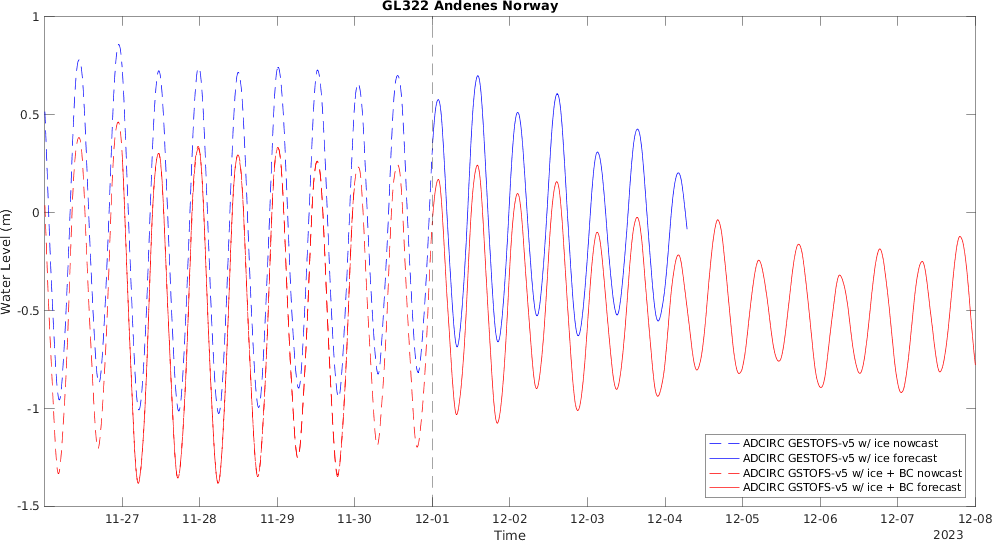 GL322 Andenes Norway
1
0.5
0
-0.5
-1
-1.5
Water Level (m)
ADCIRC GESTOFS-v5 w/ ice nowcast
ADCIRC GESTOFS-v5 w/ ice forecast
ADCIRC GSTOFS-v5 w/ ice + BC nowcast
ADCIRC GSTOFS-v5 w/ ice + BC forecast
11-27 11-28 11-29 11-30 12-01 12-02 12-03 12-04 12-05 12-06 12-07 12-08
Time 2023